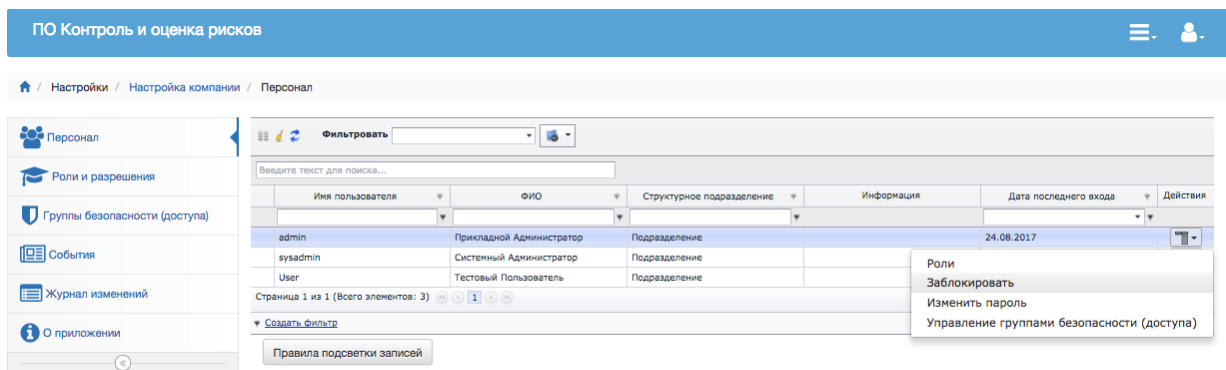 ПО Контроль и оценка рисков
/ Настройки / Настройка компании / Персонал
Персонал
Роли и разрешения
Группы безопасности (доступа)
События
Журнал изменений
О приложении
Фильтровать
Введите текст для поиска...
Имя пользователя ФИО Структурное подразделение Информация Дата последнего входа Действия
admin Прикладной Администратор Подразделение 24.08.2017
sysadmin Системный Администратор Подразделение
User Тестовый Пользователь Подразделение
Страница 1 из 1 (Всего элементов: 3) 1
Создать фильтр
Правила подсветки записей
Роли
Заблокировать
Изменить пароль
Управление группами безопасности (доступа)